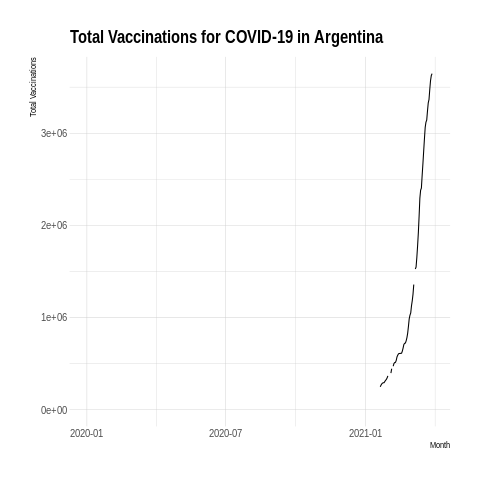 Total Vaccinations for COVID-19 in Argentina
Total Vaccinations
3e+06
2e+06
1e+06
0e+00
2020-01 2020-07 2021-01
Month